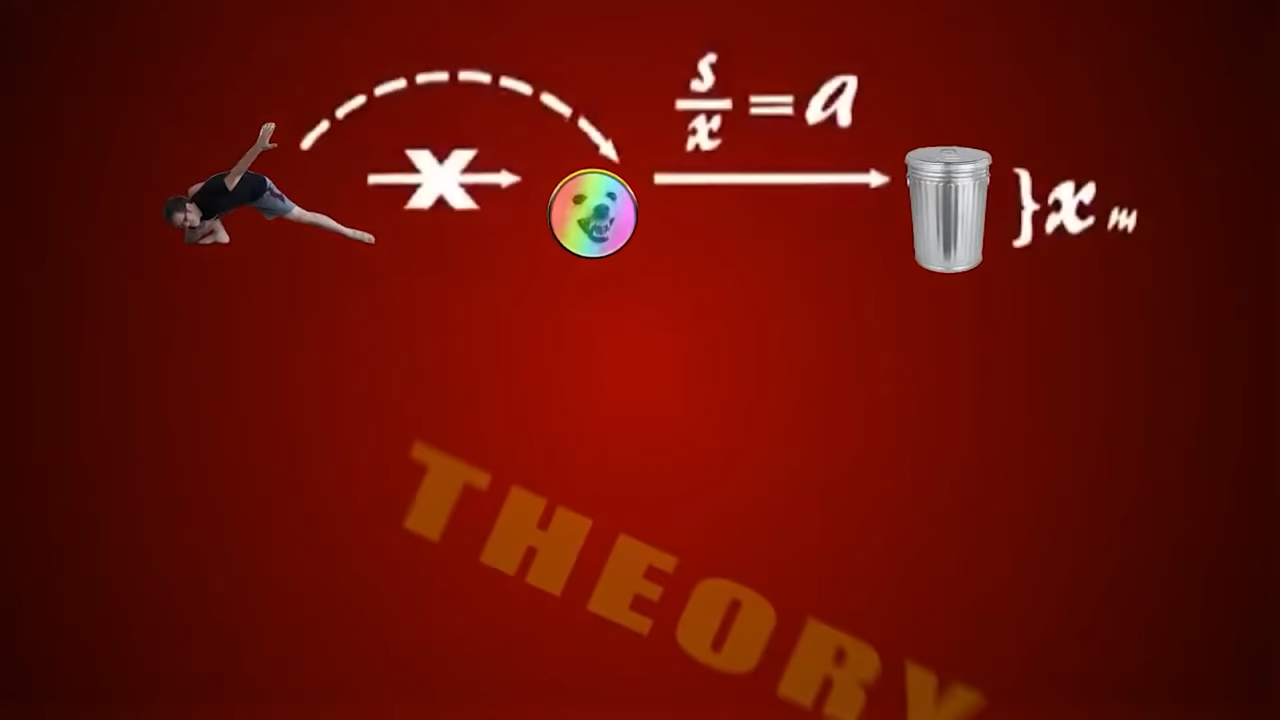 s/x = a
X
}x m
THEORY